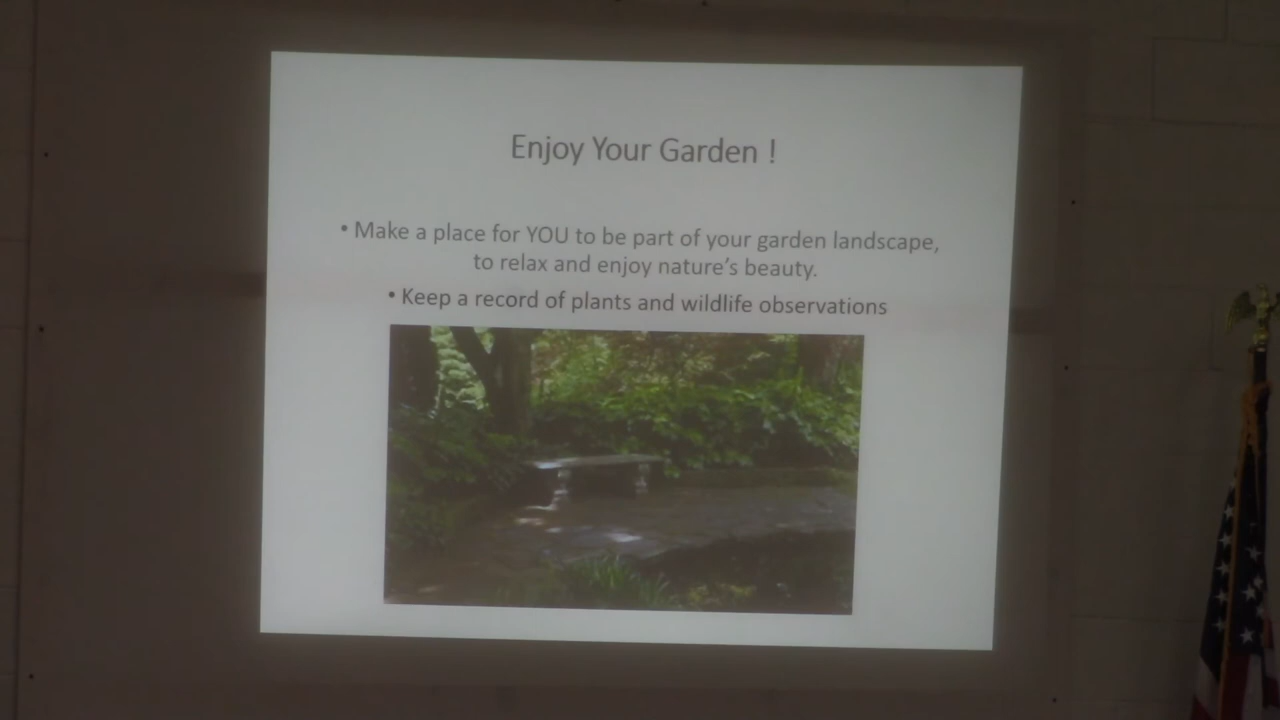 Enjoy Your Garden !
• Make a place for YOU to be part of your garden landscape,
to relax and enjoy nature's beauty.
• Keep a record of plants and wildlife observations